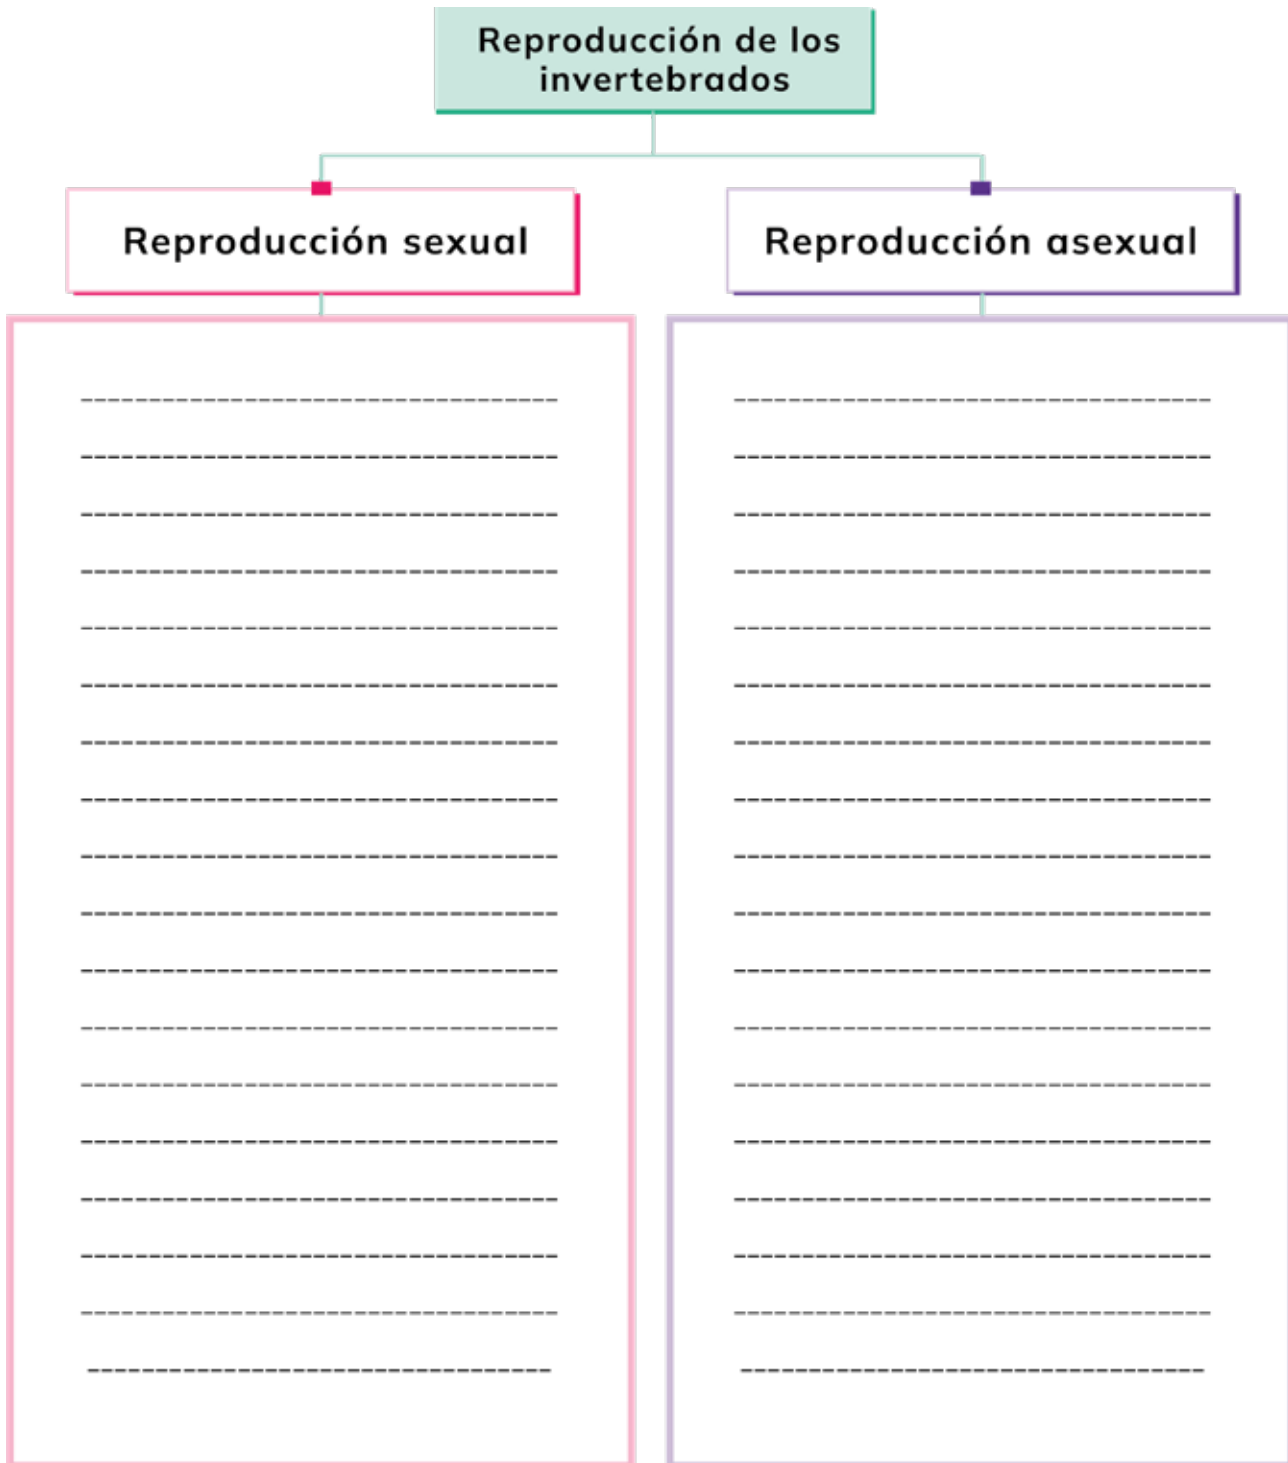 Reproducción de los
invertebrados
Reproducción sexual
Reproducción asexual